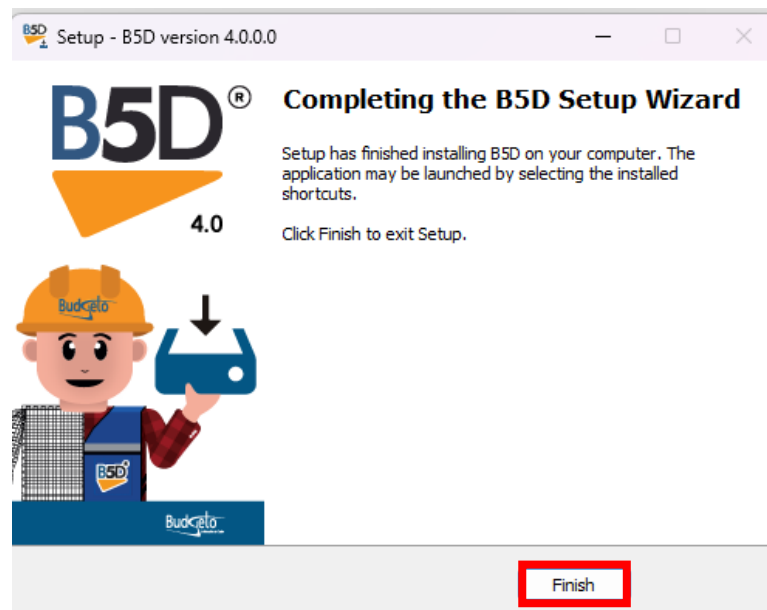 B5D
Setup - B5D version 4.0.0.0
B5D®
4.0
Completing the B5D Setup Wizard
Setup has finished installing B5D on your computer. The
application may be launched by selecting the installed
shortcuts.
Click Finish to exit Setup.
Budgeto
B5D
Budgeto
Finish